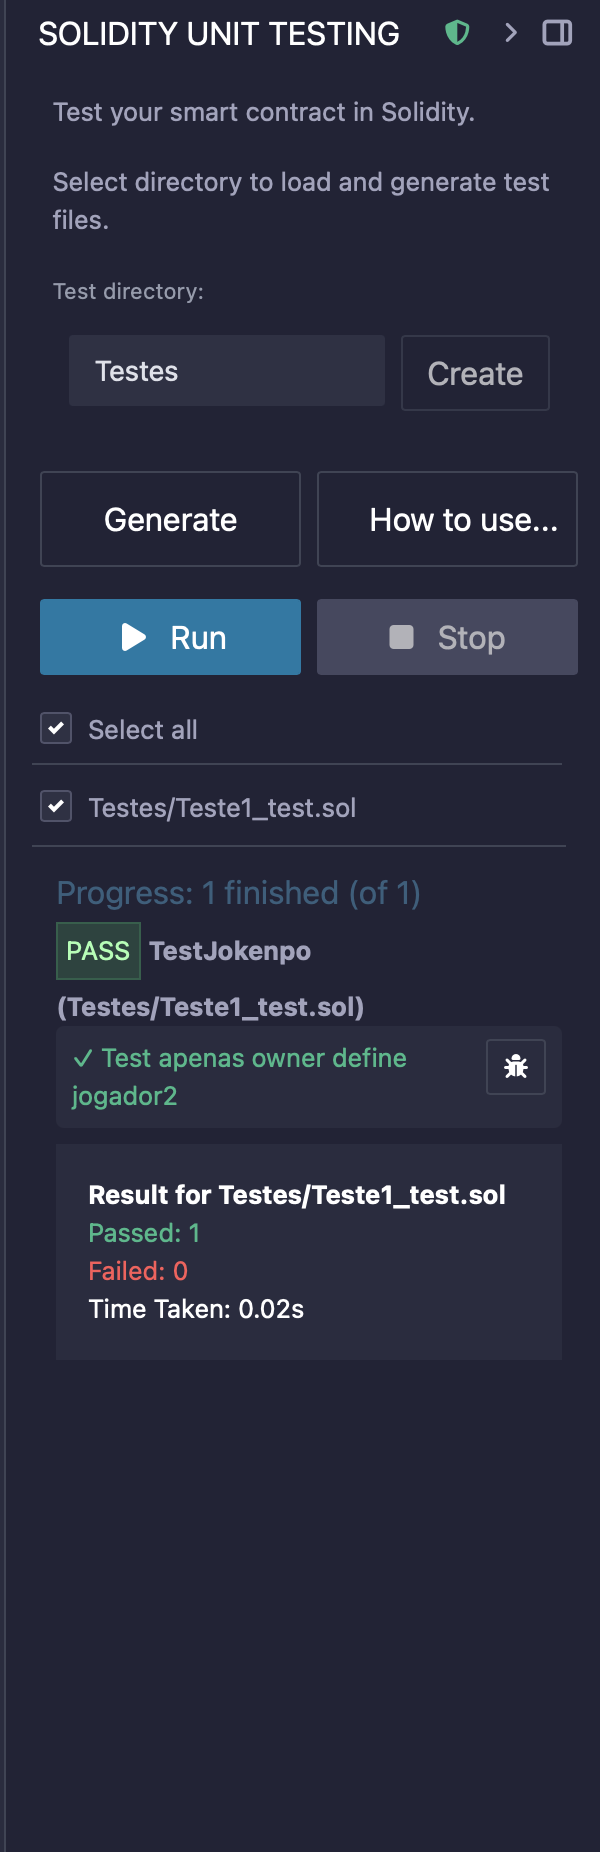 SOLIDITY UNIT TESTING
Test your smart contract in Solidity.
Select directory to load and generate test
files.
Test directory:
Testes
Create
Generate
How to use...
Run
Stop
Select all
Testes/Teste1_test.sol
Progress: 1 finished (of 1)
PASS TestJokenpo
(Testes/Teste1_test.sol)
✓ Test apenas owner define
jogador2
Result for Testes/Teste1_test.sol
Passed: 1
Failed: 0
Time Taken: 0.02s